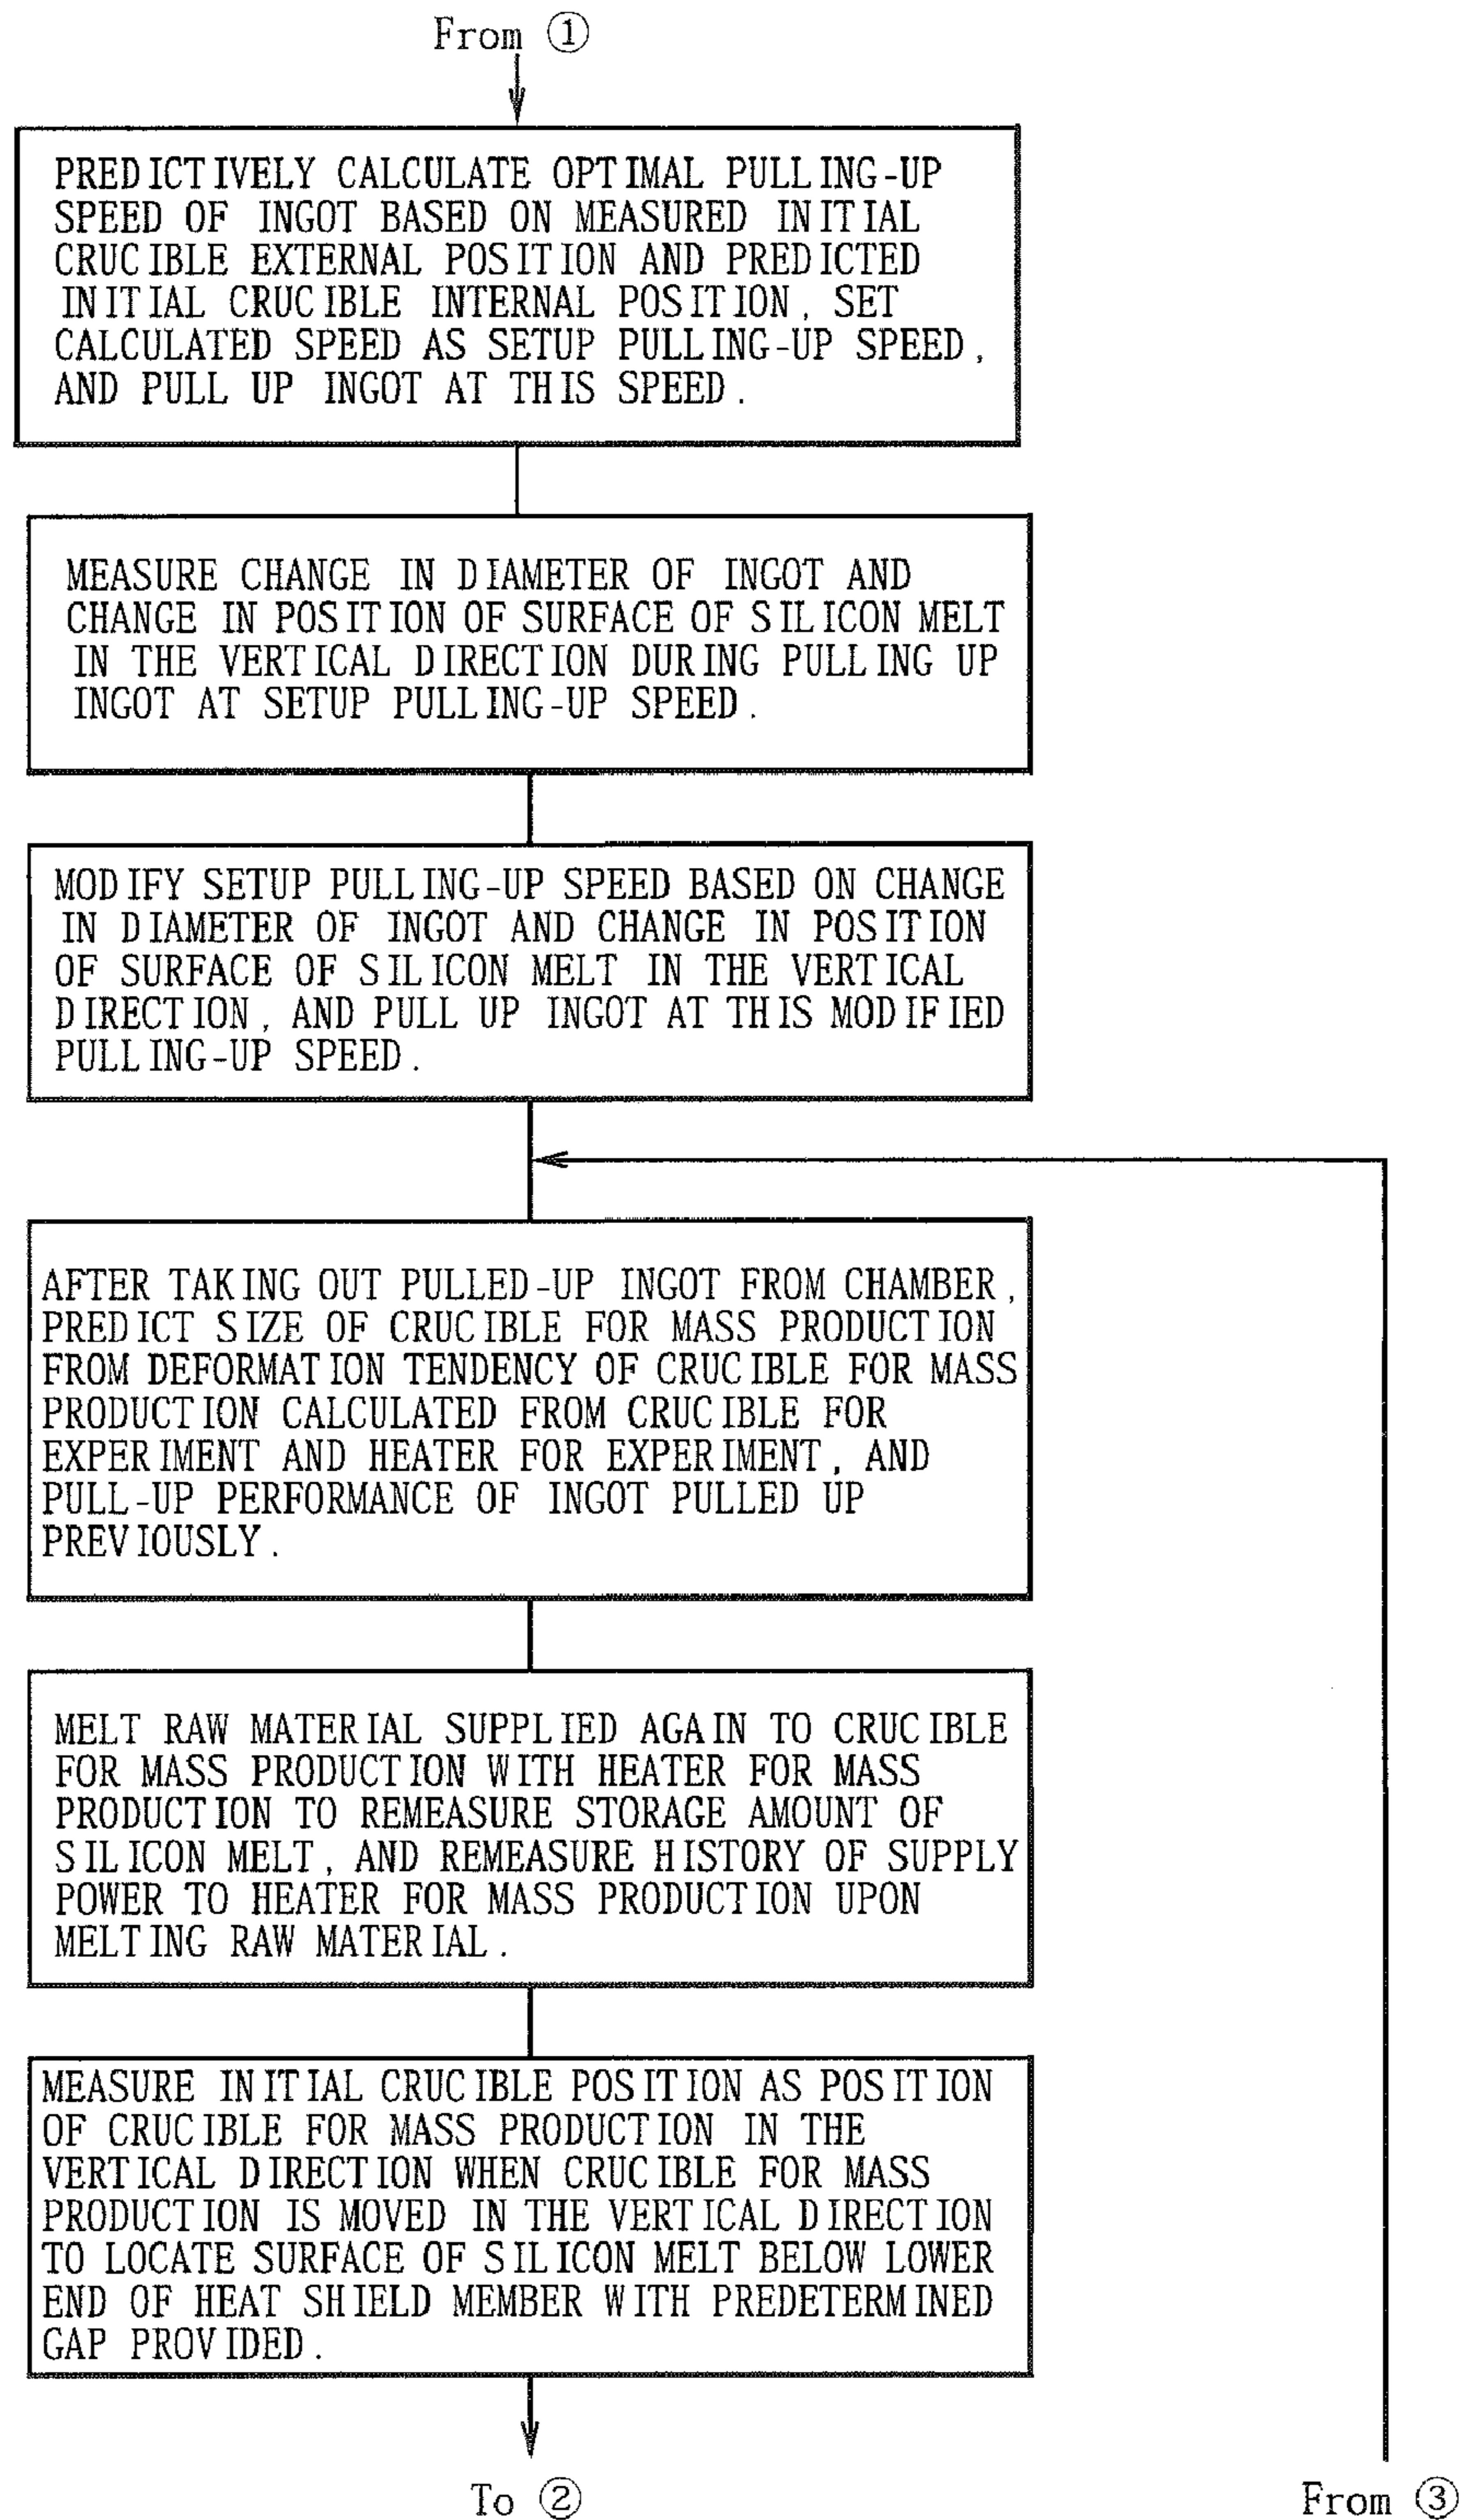 From ①
PREDICTIVELY CALCULATE OPTIMAL PULLING-UP
SPEED OF INGOT BASED ON MEASURED INITIAL
CRUCIBLE EXTERNAL POSITION AND PREDICTED
INITIAL CRUCIBLE INTERNAL POSITION, SET
CALCULATED SPEED AS SETUP PULLING-UP SPEED,
AND PULL UP INGOT AT THIS SPEED.
MEASURE CHANGE IN DIAMETER OF INGOT AND
CHANGE IN POSITION OF SURFACE OF SILICON MELT
IN THE VERTICAL DIRECTION DURING PULLING UP
INGOT AT SETUP PULLING-UP SPEED.
MODIFY SETUP PULLING-UP SPEED BASED ON CHANGE
IN DIAMETER OF INGOT AND CHANGE IN POSITION
OF SURFACE OF SILICON MELT IN THE VERTICAL
DIRECTION, AND PULL UP INGOT AT THIS MODIFIED
PULLING-UP SPEED.
AFTER TAKING OUT PULLED-UP INGOT FROM CHAMBER,
PREDICT SIZE OF CRUCIBLE FOR MASS PRODUCTION
FROM DEFORMATION TENDENCY OF CRUCIBLE FOR MASS
PRODUCTION CALCULATED FROM CRUCIBLE FOR
EXPERIMENT AND HEATER FOR EXPERIMENT, AND
PULL-UP PERFORMANCE OF INGOT PULLED UP
PREVIOUSLY.
MELT RAW MATERIAL SUPPLIED AGAIN TO CRUCIBLE
FOR MASS PRODUCTION WITH HEATER FOR MASS
PRODUCTION TO REMEASURE STORAGE AMOUNT OF
SILICON MELT, AND REMEASURE HISTORY OF SUPPLY
POWER TO HEATER FOR MASS PRODUCTION UPON
MELTING RAW MATERIAL.
MEASURE INITIAL CRUCIBLE POSITION AS POSITION
OF CRUCIBLE FOR MASS PRODUCTION IN THE
VERTICAL DIRECTION WHEN CRUCIBLE FOR MASS
PRODUCTION IS MOVED IN THE VERTICAL DIRECTION
TO LOCATE SURFACE OF SILICON MELT BELOW LOWER
END OF HEAT SHIELD MEMBER WITH PREDETERMINED
GAP PROVIDED.
To ②
From ③